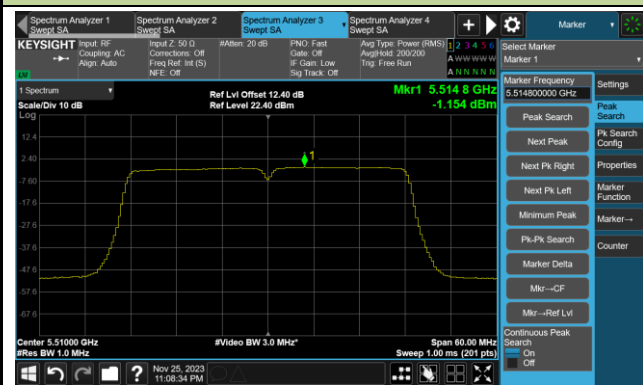 Spectrum Analyzer 1
Swept SA
Spectrum Analyzer 2
Swept SA
Spectrum Analyzer 3
Swept SA
Spectrum Analyzer 4
Swept SA
Marker
KEYSIGHT
Input: RF
Coupling: AC
Align: Auto
Input Z: 50 Ω
Corrections: Off
Freq Ref: Int (S)
NFE: Off
#Atten: 20 dB
PNO: Fast
Gate: Off
IF Gain: Low
Sig Track: Off
Avg Type: Power (RMS)
Avg|Hold: 200/200
Trig: Free Run
1 2 3 4 5 6
A W W W W W
A N N N N N
Select Marker
Marker 1
1 Spectrum
Scale/Div 10 dB
Log
Ref Lvl Offset 12.40 dB
Ref Level 22.40 dBm
Mkr1 5.514 8 GHz
-1.154 dBm
12.4
2.40
-7.60
-17.6
-27.6
-37.6
-47.6
-57.6
-67.6
1
Center 5.51000 GHz
#Res BW 1.0 MHz
#Video BW 3.0 MHz*
Span 60.00 MHz
Sweep 1.00 ms (201 pts)
Marker Frequency
5.514800000 GHz
Peak Search
Next Peak
Next Pk Right
Next Pk Left
Minimum Peak
Pk-Pk Search
Marker Delta
Mkr→CF
Mkr→Ref Lvl
Continuous Peak
Search
On
Off
Settings
Peak
Search
Pk Search
Config
Properties
Marker
Function
Marker→
Counter
Nov 25, 2023
11:08:34 PM